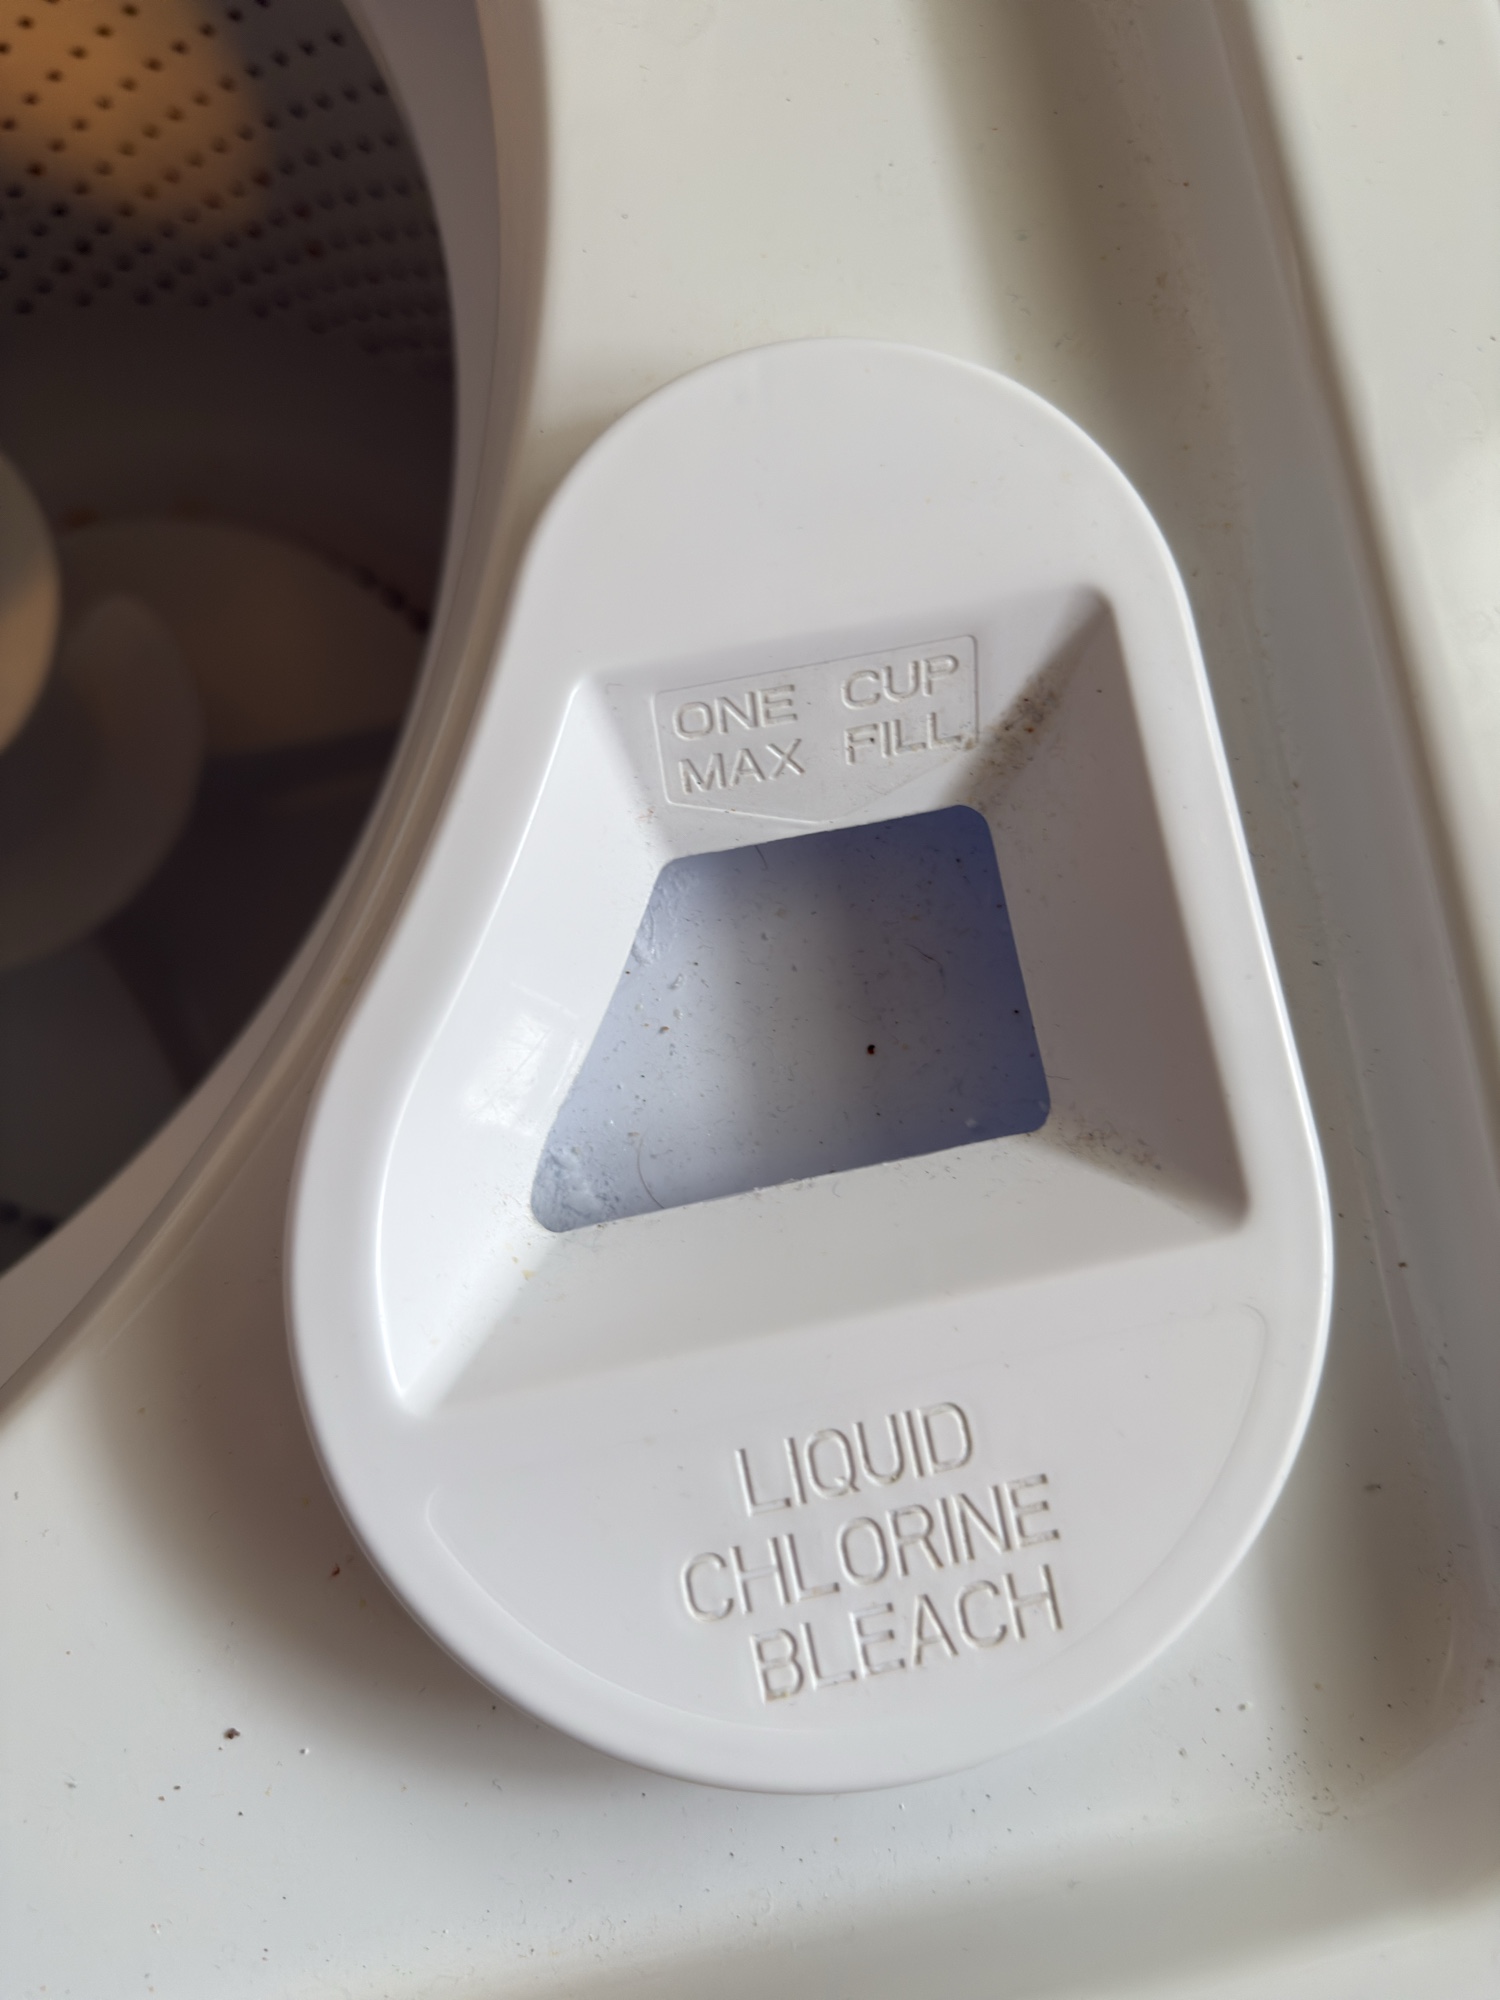 ONE CUP
MAX FILL
LIQUID
CHLORINE
BLEACH